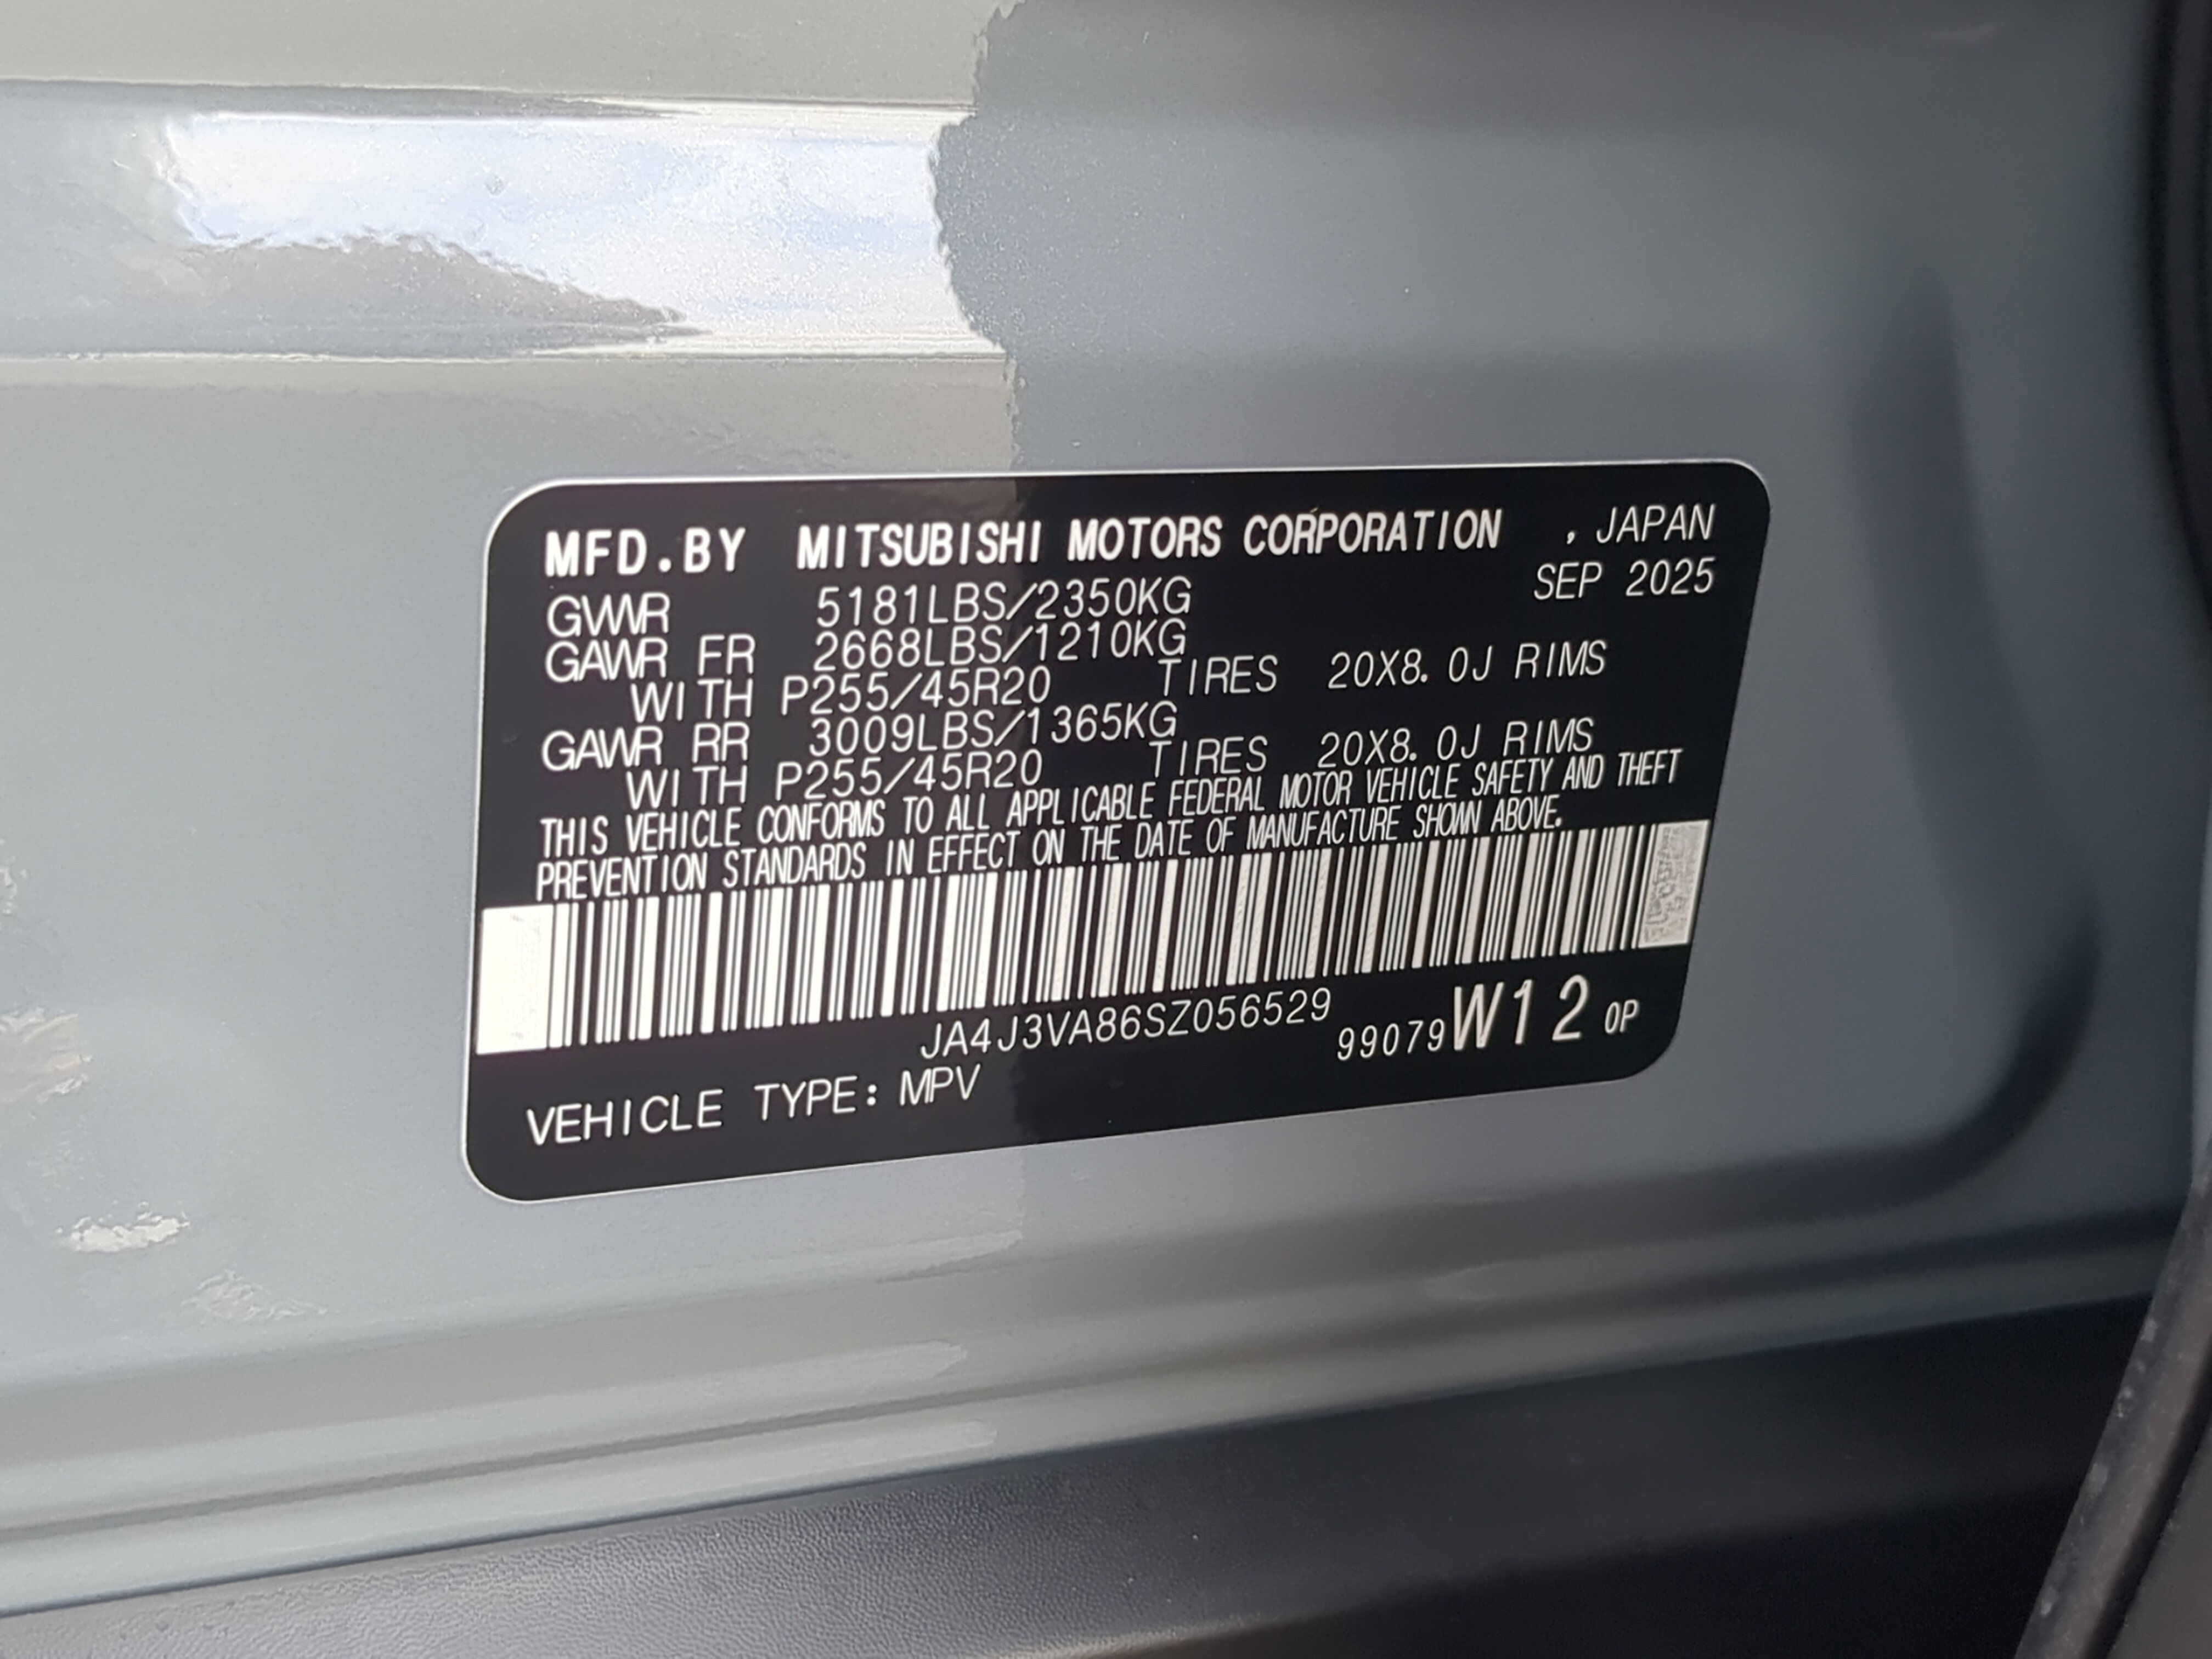 MFD.BY MITSUBISHI MOTORS CORPORATION , JAPAN
SEP 2025
GVWR 5181LBS/2350KG
GAWR FR 2668LBS/1210KG
WITH P255/45R20 TIRES 20X8.0J RIMS
GAWR RR 3009LBS/1365KG
WITH P255/45R20 TIRES 20X8.0J RIMS
THIS VEHICLE CONFORMS TO ALL APPLICABLE FEDERAL MOTOR VEHICLE SAFETY AND THEFT
PREVENTION STANDARDS IN EFFECT ON THE DATE OF MANUFACTURE SHOWN ABOVE.
JA4J3VA86SZ056529
99079 W12 0P
VEHICLE TYPE: MPV